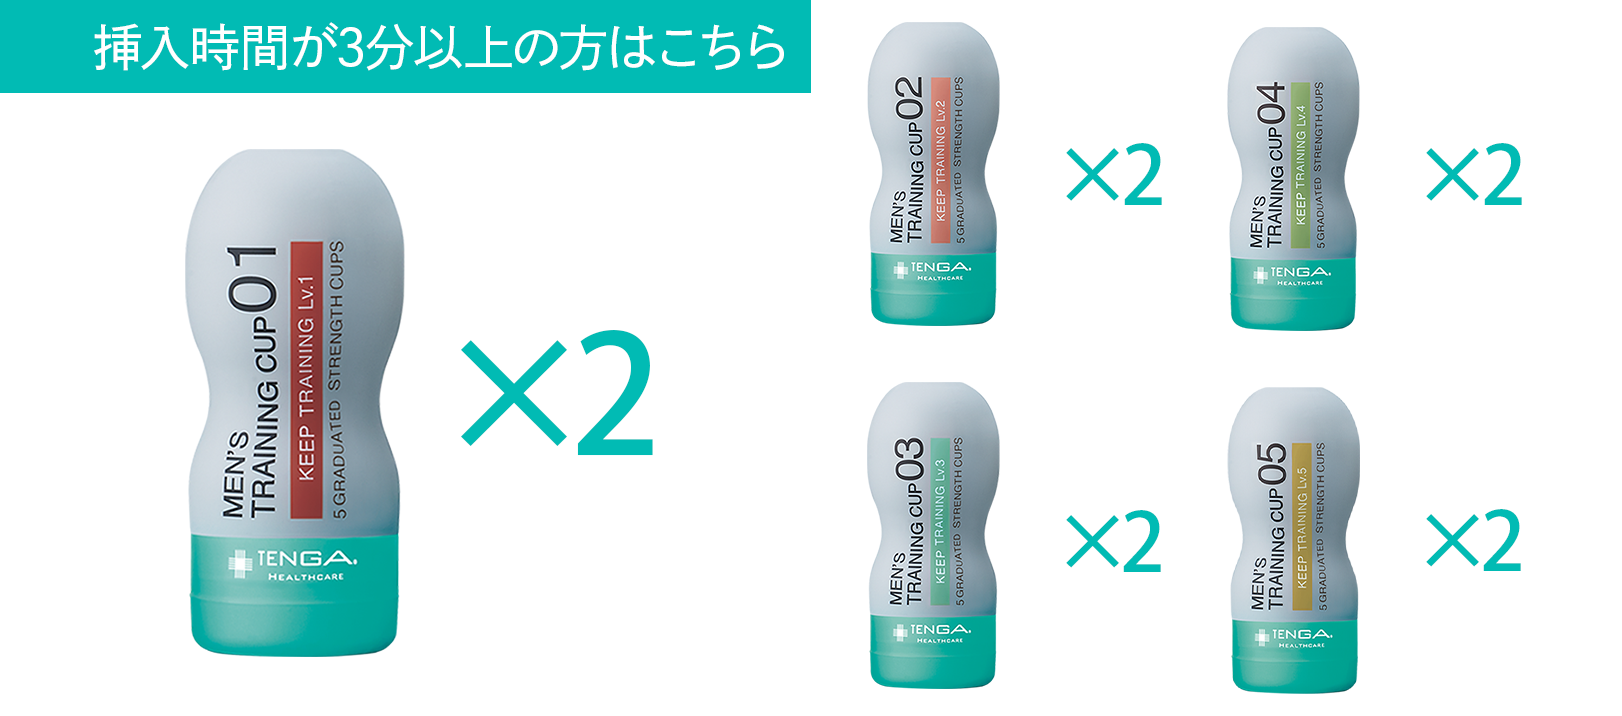 挿入時間が3分以上の方はこちら
MEN'S
TRAINING CUP01
KEEP TRAINING Lv.1
5 GRADUATED STRENGTH CUPS
TENGA®
HEALTHCARE
×2
MEN'S
TRAINING CUP02
KEEP TRAINING Lv.2
5 GRADUATED STRENGTH CUPS
TENGA®
HEALTHCARE
×2
MEN'S
TRAINING CUP04
KEEP TRAINING Lv.4
5 GRADUATED STRENGTH CUPS
TENGA®
HEALTHCARE
×2
MEN'S
TRAINING CUP03
KEEP TRAINING Lv.3
5 GRADUATED STRENGTH CUPS
TENGA®
HEALTHCARE
×2
MEN'S
TRAINING CUP05
KEEP TRAINING Lv.5
5 GRADUATED STRENGTH CUPS
TENGA®
HEALTHCARE
×2